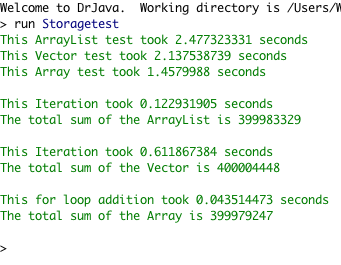 Welcome to DrJava.  Working directory is /Users/W
> run Storagetest
This ArrayList test took 2.477323331 seconds
This Vector test took 2.137538739 seconds
This Array test took 1.4579988 seconds
This Iteration took 0.122931905 seconds
The total sum of the ArrayList is 399983329
This Iteration took 0.611867384 seconds
The total sum of the Vector is 400004448
This for loop addition took 0.043514473 seconds
The total sum of the Array is 399979247
>